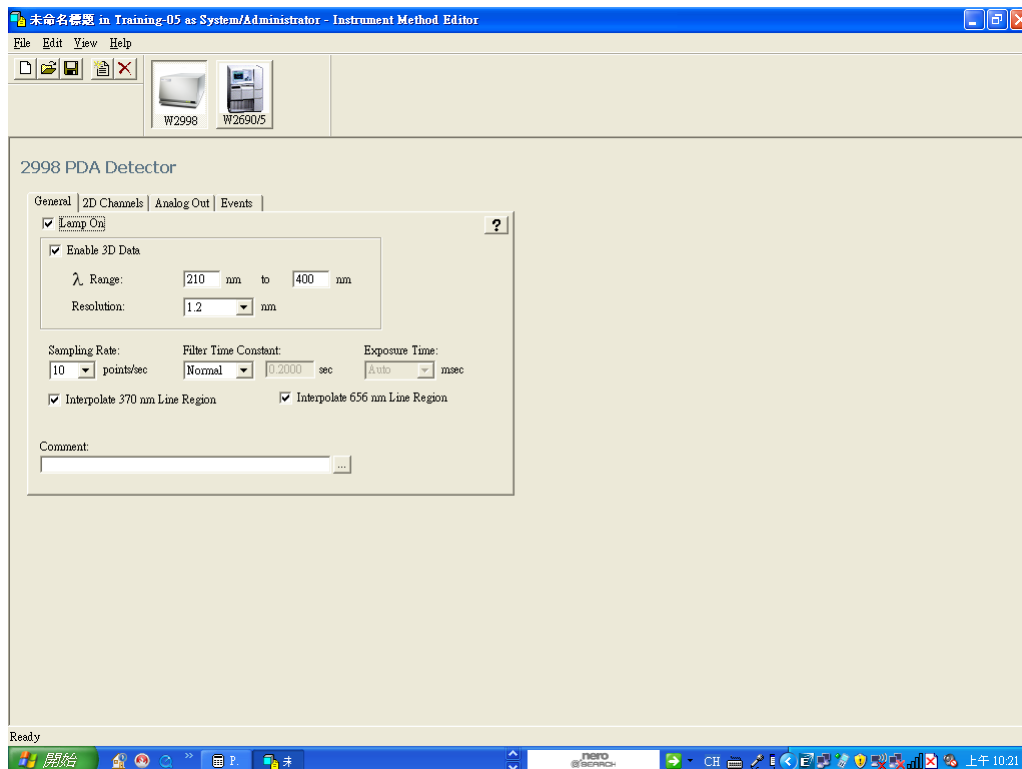 未命名標題 in Training-05 as System/Administrator - Instrument Method Editor
File Edit View Help
W2998 W2690/5
2998 PDA Detector
General 2D Channels Analog Out Events
Lamp On ?
Enable 3D Data
λ Range: 210 nm to 400 nm
Resolution: 1.2 nm
Sampling Rate: Filter Time Constant: Exposure Time:
10 points/sec Normal 0.2000 sec Auto msec
Interpolate 370 nm Line Region Interpolate 656 nm Line Region
Comment:
...
Ready
開始 P. 未 nero SEARCH CH 上午 10:21